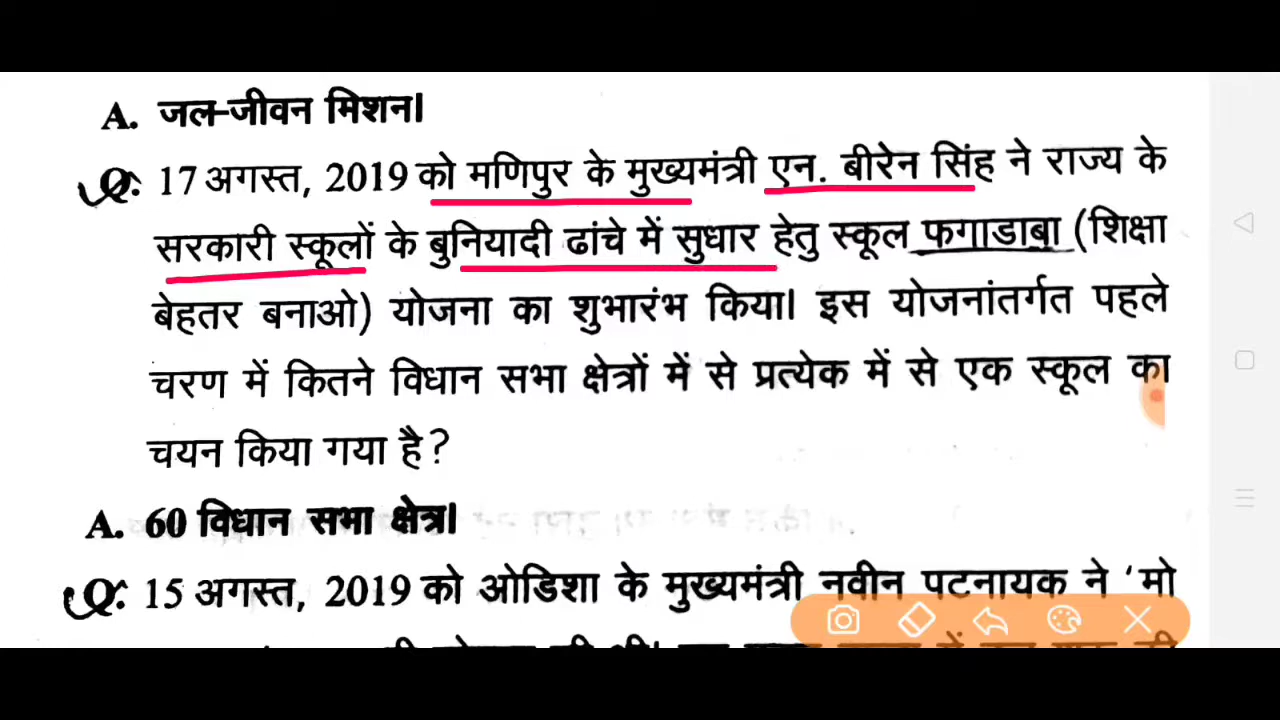 A. जल-जीवन मिशन।
Q. 17 अगस्त, 2019 को मणिपुर के मुख्यमंत्री एन. बीरेन सिंह ने राज्य के
सरकारी स्कूलों के बुनियादी ढांचे में सुधार हेतु स्कूल फगाडाबा (शिक्षा
बेहतर बनाओ) योजना का शुभारंभ किया। इस योजनांतर्गत पहले
चरण में कितने विधान सभा क्षेत्रों में से प्रत्येक में से एक स्कूल का
चयन किया गया है?
A. 60 विधान सभा क्षेत्र।
Q. 15 अगस्त, 2019 को ओडिशा के मुख्यमंत्री नवीन पटनायक ने 'मो